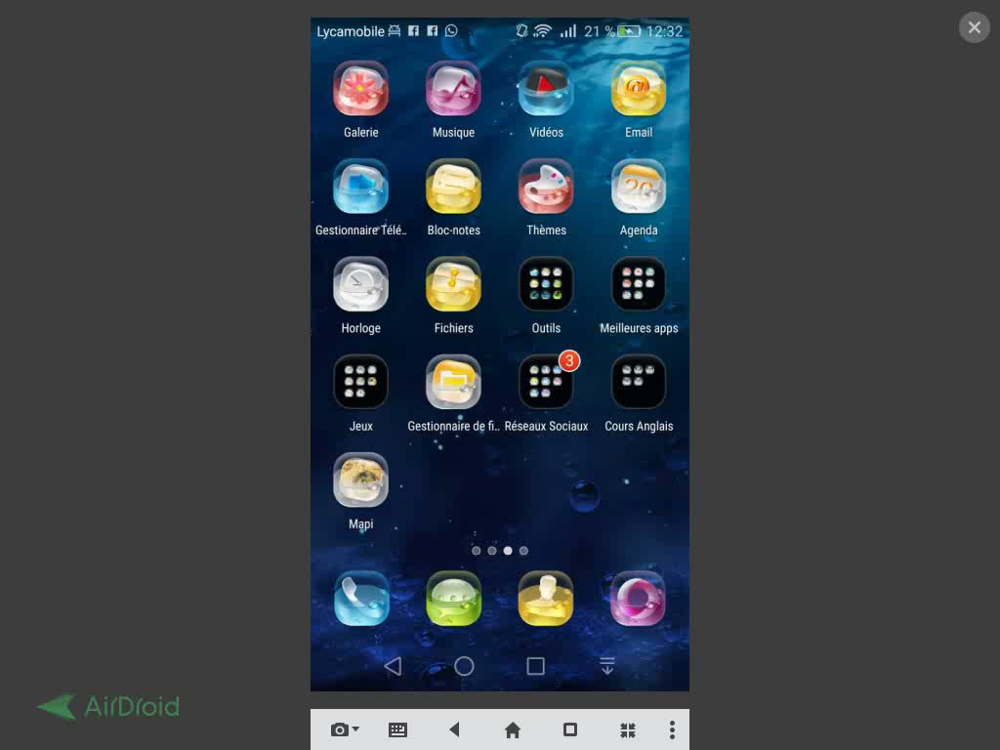 Lycamobile 21 % 12:32
Galerie Musique Vidéos Email
20
Gestionnaire Télé.. Bloc-notes Thèmes Agenda
Horloge Fichiers Outils Meilleures apps
3
Jeux Gestionnaire de fi.. Réseaux Sociaux Cours Anglais
Mapi
AirDroid